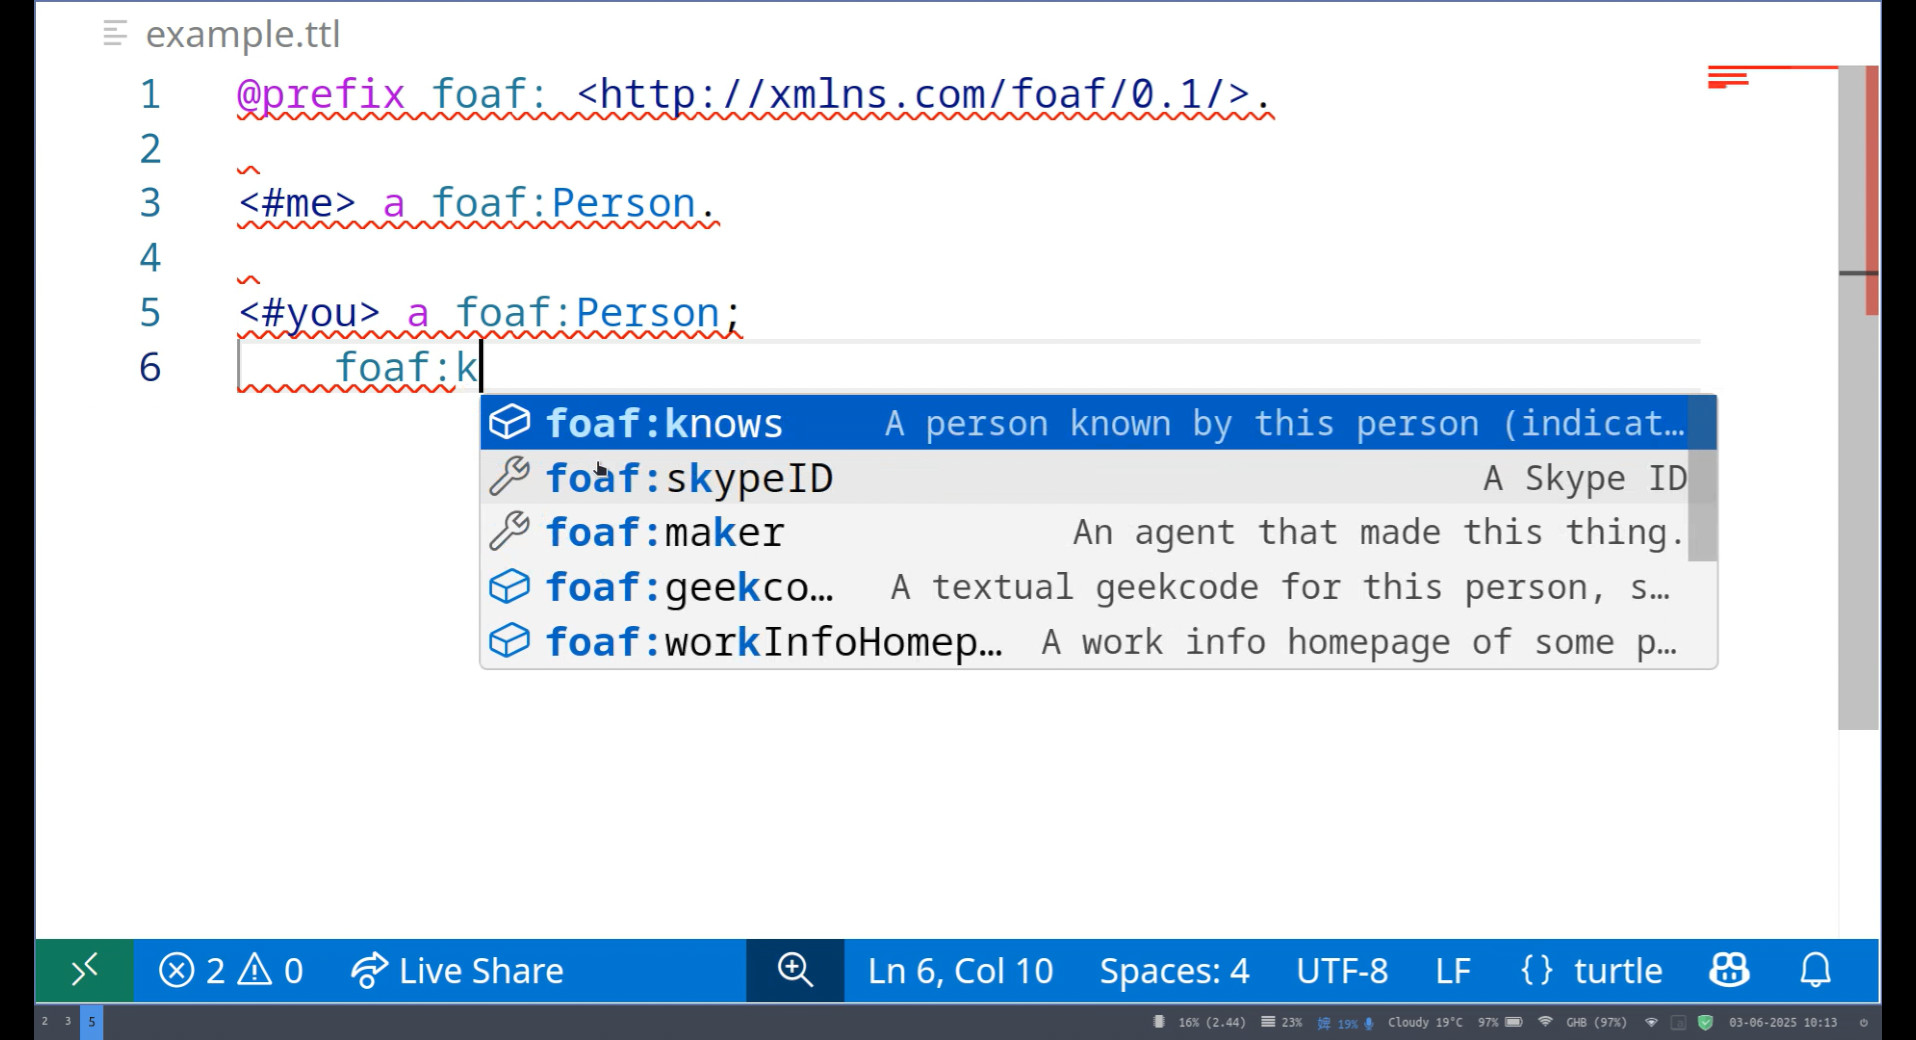 example.ttl
1 @prefix foaf: <http://xmlns.com/foaf/0.1/>.
2
3 <#me> a foaf:Person.
4
5 <#you> a foaf:Person;
6     foaf:k
foaf:knows A person known by this person (indicat…
foaf:skypeID A Skype ID
foaf:maker An agent that made this thing.
foaf:geekco… A textual geekcode for this person, s…
foaf:workInfoHomep… A work info homepage of some p…
2 0 Live Share Ln 6, Col 10 Spaces: 4 UTF-8 LF {} turtle
2 3 5 16% (2.44) 23% 19% Cloudy 19°C 97% GHB (97%) 03-06-2025 10:13